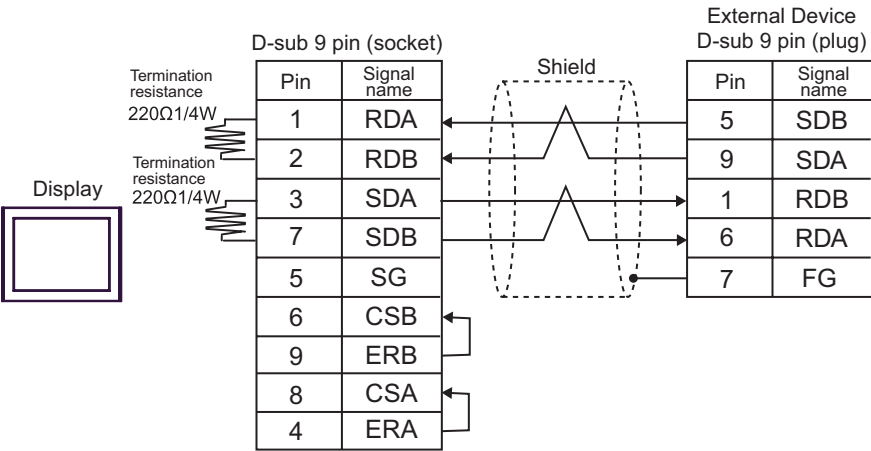 External Device
D-sub 9 pin (socket)
D-sub 9 pin (plug)
Shield
Termination
resistance
220Ω1/4W
Termination
resistance
220Ω1/4W
Display
Pin Signal name
1 RDA
2 RDB
3 SDA
7 SDB
5 SG
6 CSB
9 ERB
8 CSA
4 ERA
Pin Signal name
5 SDB
9 SDA
1 RDB
6 RDA
7 FG